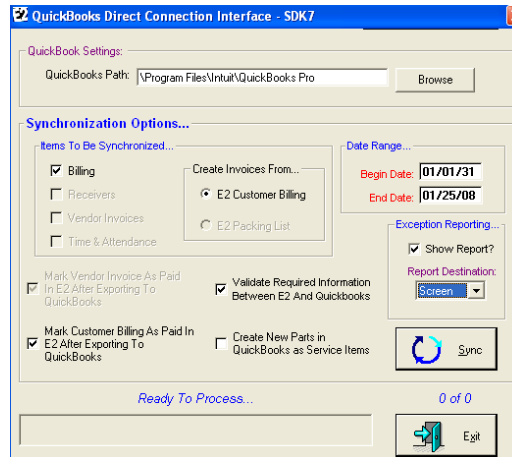 E2 QuickBooks Direct Connection Interface - SDK7
QuickBook Settings:
QuickBooks Path: \Program Files\Intuit\QuickBooks Pro Browse
Synchronization Options...
Items To Be Synchronized...
Billing
Receivers
Vendor Invoices
Time & Attendance
Create Invoices From...
E2 Customer Billing
E2 Packing List
Date Range...
Begin Date: 01/01/31
End Date: 01/25/08
Exception Reporting...
Show Report?
Report Destination:
Screen
Mark Vendor Invoice As Paid
In E2 After Exporting To
QuickBooks
Validate Required Information
Between E2 And Quickbooks
Mark Customer Billing As Paid In
E2 After Exporting To
QuickBooks
Create New Parts in
QuickBooks as Service Items
Sync
Ready To Process...
0 of 0
Exit